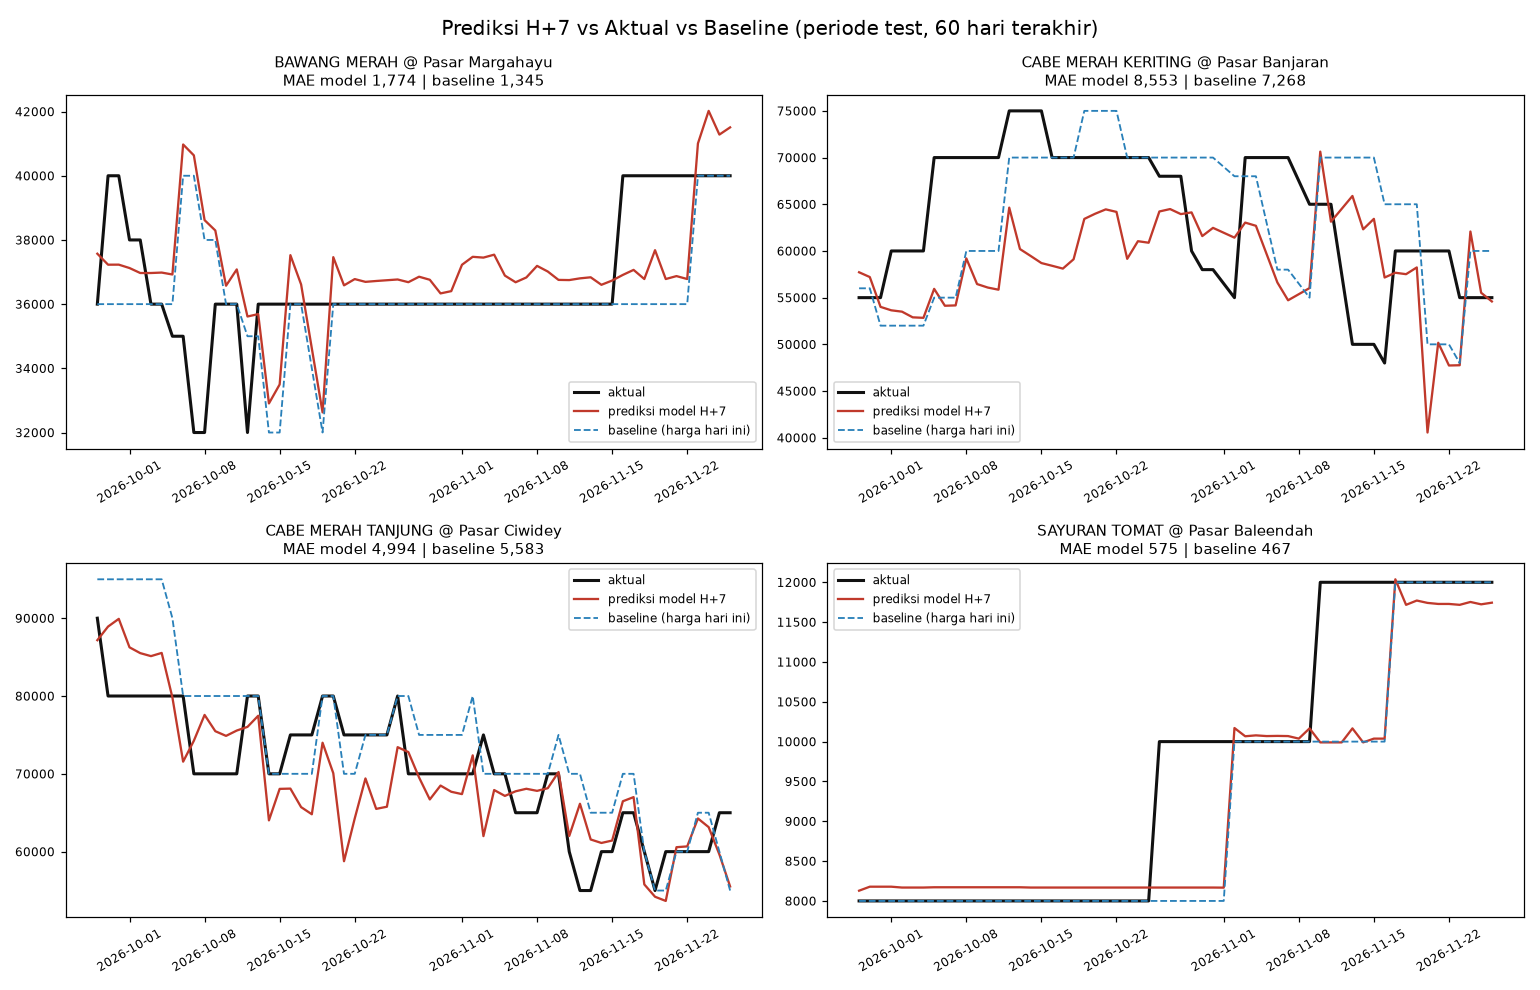 Prediksi H+7 vs Aktual vs Baseline (periode test, 60 hari terakhir)
BAWANG MERAH @ Pasar Margahayu
MAE model 1,774 | baseline 1,345
42000
40000
38000
36000
34000
32000
aktual
prediksi model H+7
baseline (harga hari ini)
2026-10-01
2026-10-08
2026-10-15
2026-10-22
2026-11-01
2026-11-08
2026-11-15
2026-11-22
CABE MERAH KERITING @ Pasar Banjaran
MAE model 8,553 | baseline 7,268
75000
70000
65000
60000
55000
50000
45000
40000
aktual
prediksi model H+7
baseline (harga hari ini)
2026-10-01
2026-10-08
2026-10-15
2026-10-22
2026-11-01
2026-11-08
2026-11-15
2026-11-22
CABE MERAH TANJUNG @ Pasar Ciwidey
MAE model 4,994 | baseline 5,583
90000
80000
70000
60000
aktual
prediksi model H+7
baseline (harga hari ini)
2026-10-01
2026-10-08
2026-10-15
2026-10-22
2026-11-01
2026-11-08
2026-11-15
2026-11-22
SAYURAN TOMAT @ Pasar Baleendah
MAE model 575 | baseline 467
12000
11500
11000
10500
10000
9500
9000
8500
8000
aktual
prediksi model H+7
baseline (harga hari ini)
2026-10-01
2026-10-08
2026-10-15
2026-10-22
2026-11-01
2026-11-08
2026-11-15
2026-11-22